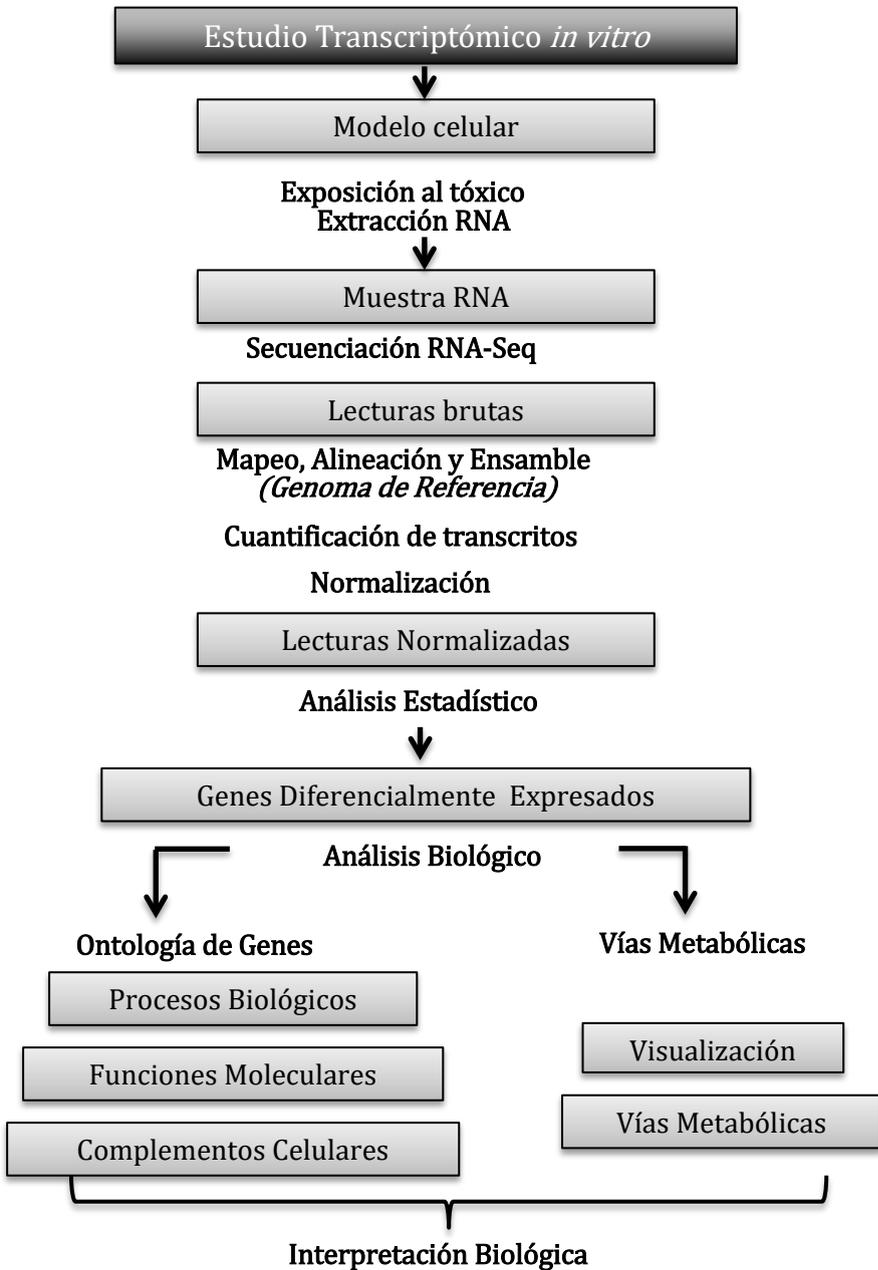 Estudio Transcriptómico in vitro
Modelo celular
Exposición al tóxico
Extracción RNA
Muestra RNA
Secuenciación RNA-Seq
Lecturas brutas
Mapeo, Alineación y Ensamble
(Genoma de Referencia)
Cuantificación de transcritos
Normalización
Lecturas Normalizadas
Análisis Estadístico
Genes Diferencialmente Expresados
Análisis Biológico
Ontología de Genes
Procesos Biológicos
Funciones Moleculares
Complementos Celulares
Vías Metabólicas
Visualización
Vías Metabólicas
Interpretación Biológica